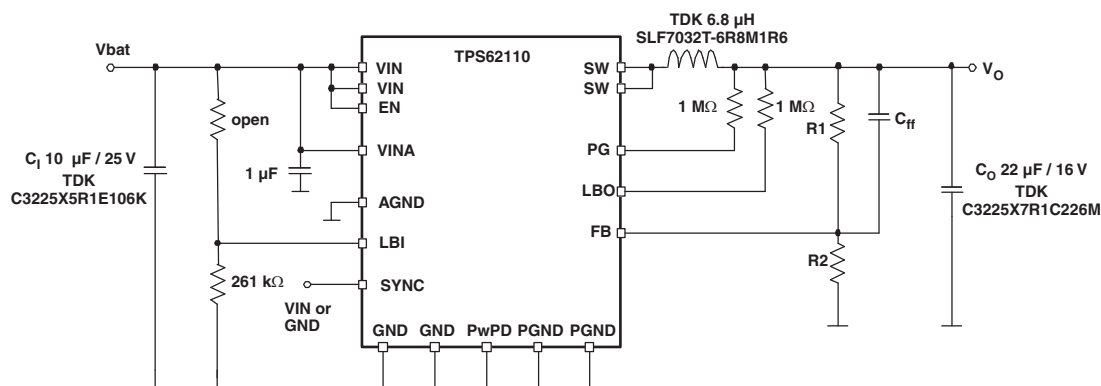 TDK 6.8 µH
SLF7032T-6R8M1R6
Vbat
TPS62110
VIN
SW
V_O
VIN
SW
EN
open
1 MΩ
1 MΩ
R1
C_ff
C_I 10 µF / 25 V
TDK
C3225X5R1E106K
1 µF
VINA
PG
C_O 22 µF / 16 V
TDK
C3225X7R1C226M
AGND
LBO
LBI
FB
261 kΩ
R2
SYNC
VIN or
GND
GND
GND
PwPD
PGND
PGND